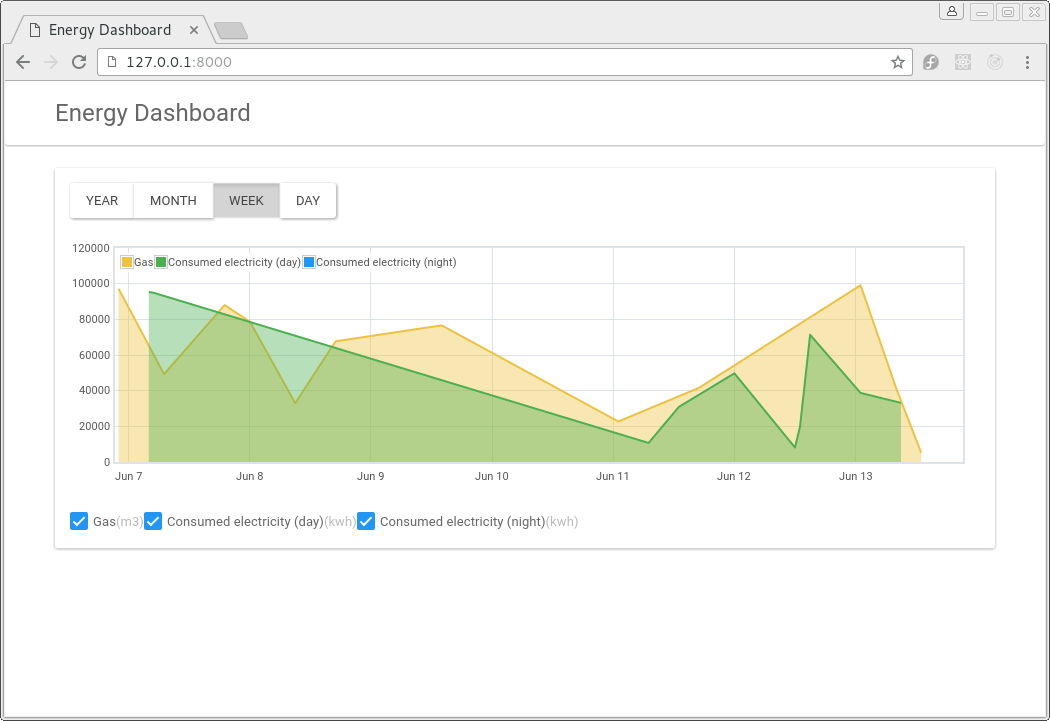 Energy Dashboard
127.0.0.1:8000
Energy Dashboard
YEAR MONTH WEEK DAY
120000
Gas Consumed electricity (day) Consumed electricity (night)
100000
80000
60000
40000
20000
0
Jun 7 Jun 8 Jun 9 Jun 10 Jun 11 Jun 12 Jun 13
Gas(m3) Consumed electricity (day)(kwh) Consumed electricity (night)(kwh)